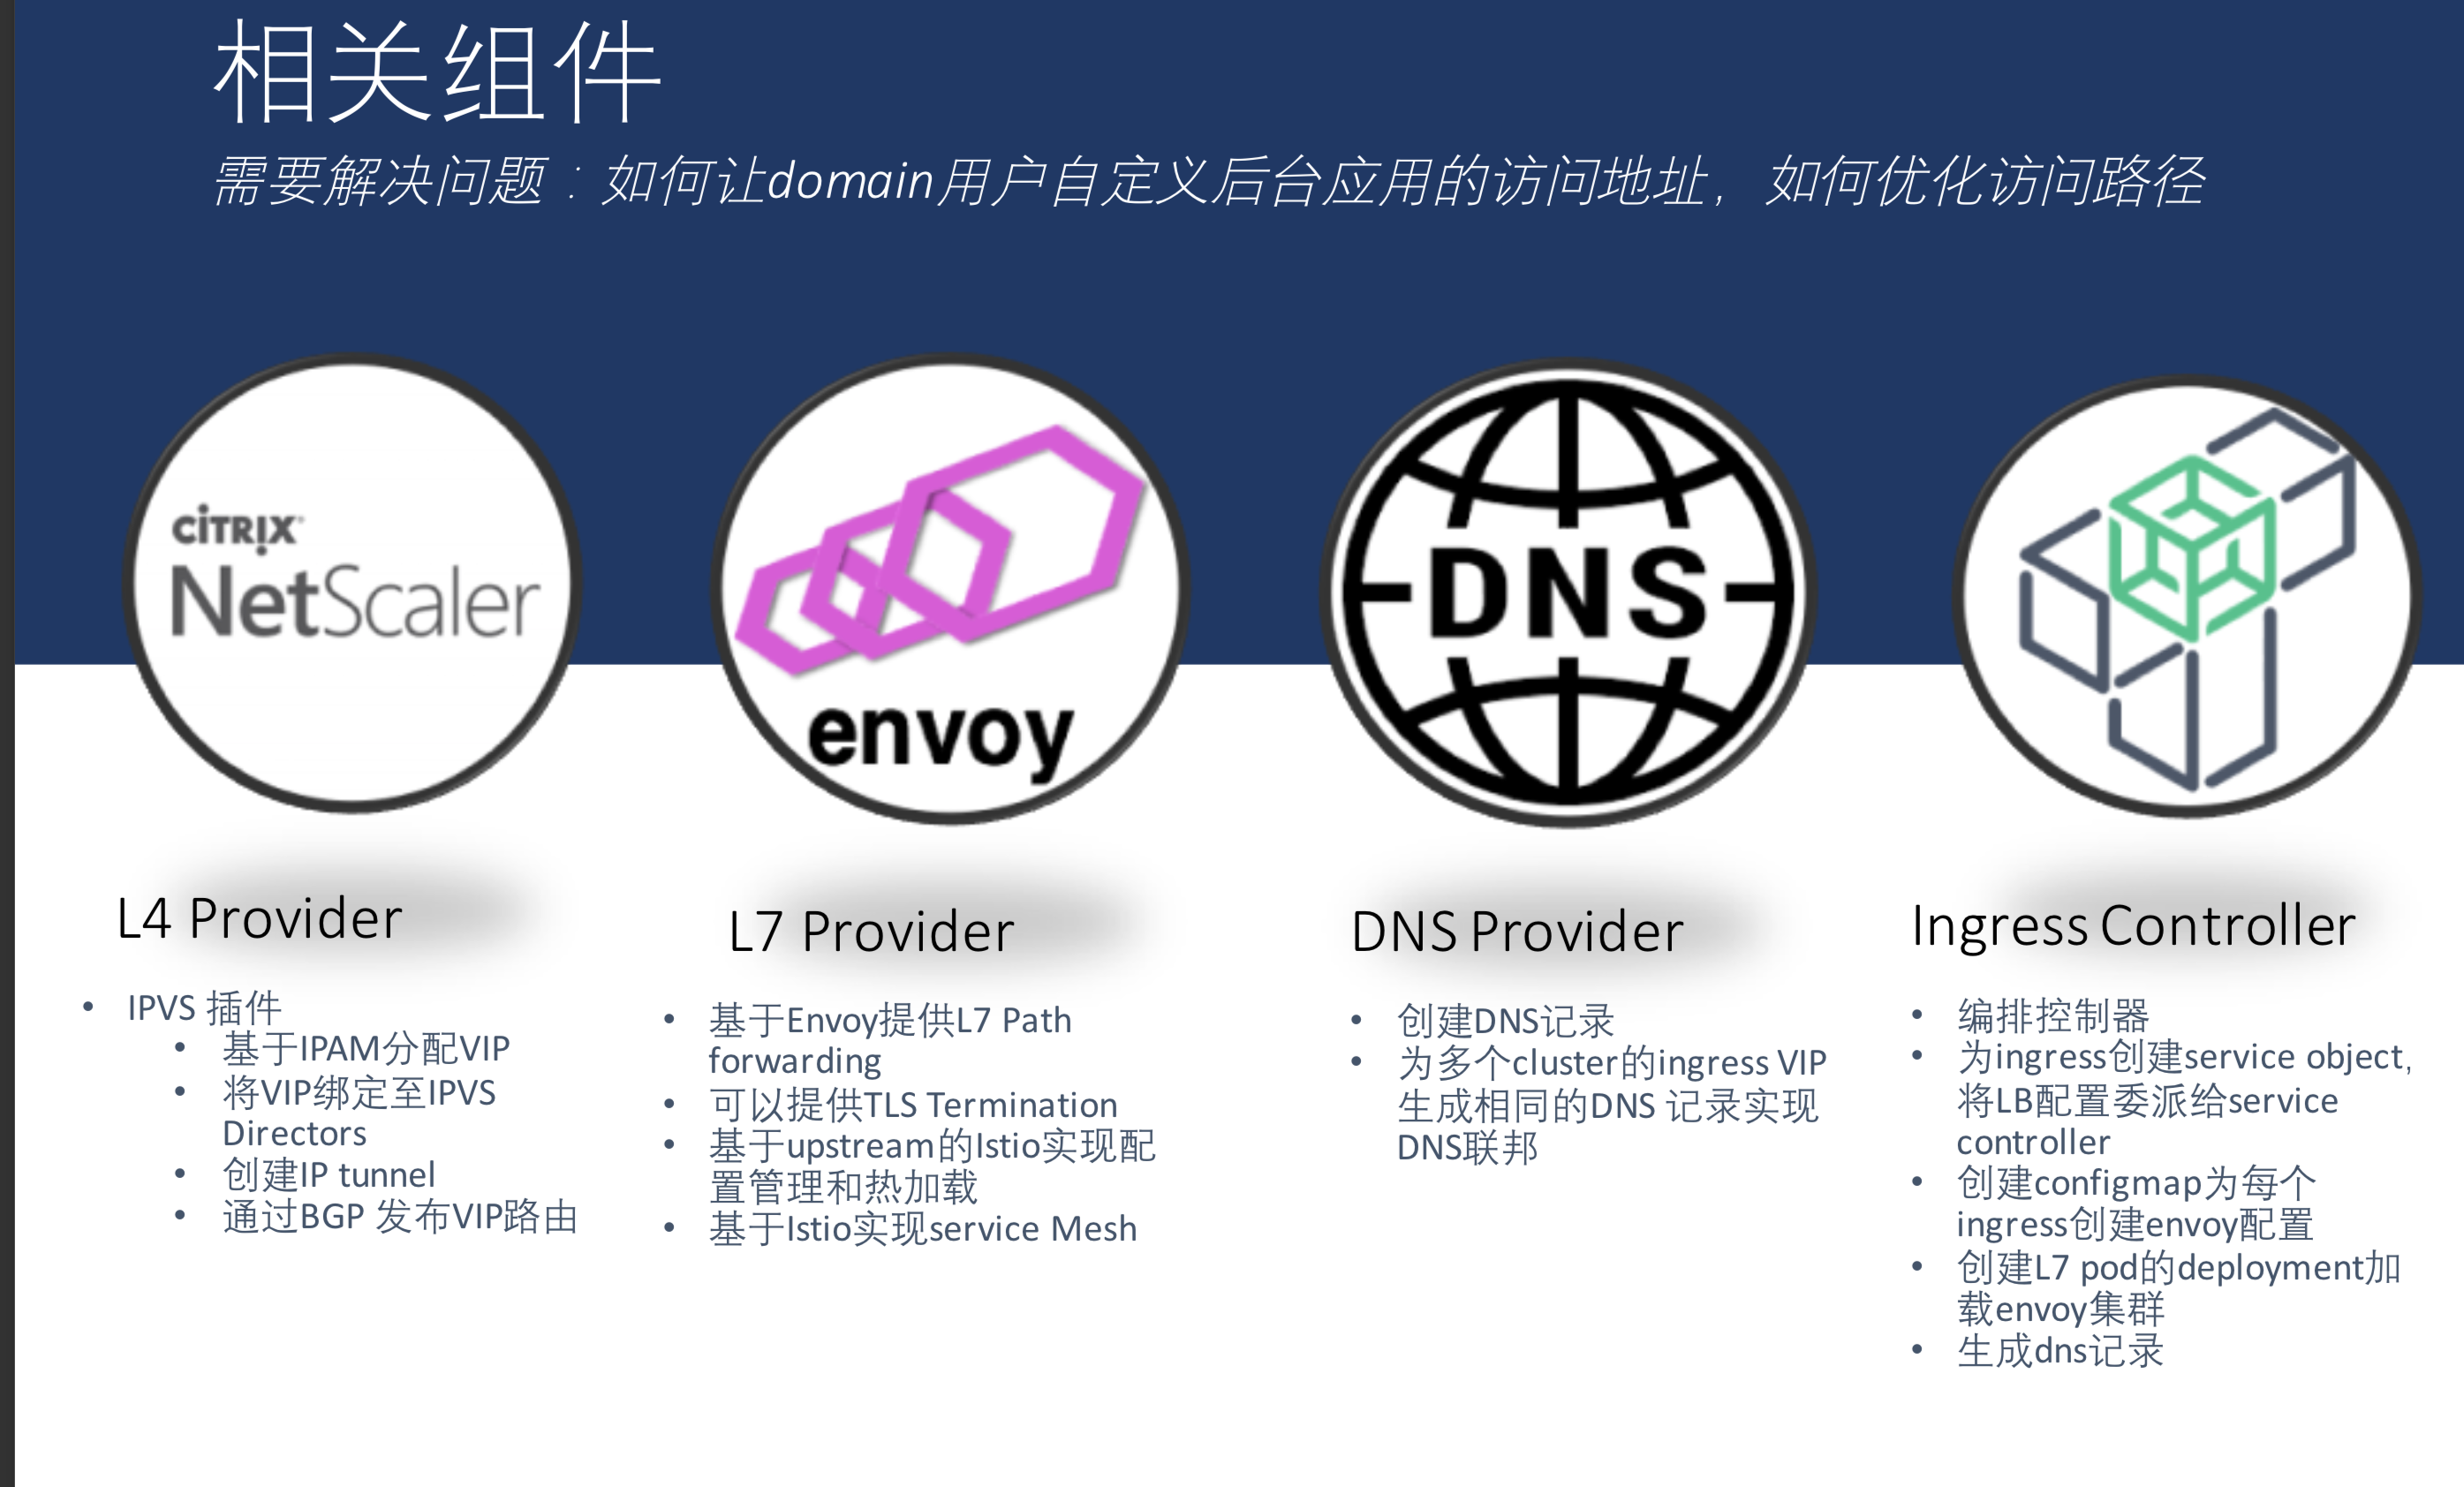 相关组件
需要解决问题：如何让domain用户自定义后台应用的访问地址，如何优化访问路径
CiTRiX
NetScaler
envoy
DNS
L4 Provider
• IPVS 插件
• 基于IPAM分配VIP
• 将VIP绑定至IPVS
Directors
• 创建IP tunnel
• 通过BGP 发布VIP路由
L7 Provider
• 基于Envoy提供L7 Path
forwarding
• 可以提供TLS Termination
• 基于upstream的Istio实现配
置管理和热加载
• 基于Istio实现service Mesh
DNS Provider
• 创建DNS记录
• 为多个cluster的ingress VIP
生成相同的DNS 记录实现
DNS联邦
Ingress Controller
• 编排控制器
• 为ingress创建service object,
将LB配置委派给service
controller
• 创建configmap为每个
ingress创建envoy配置
• 创建L7 pod的deployment加
载envoy集群
• 生成dns记录